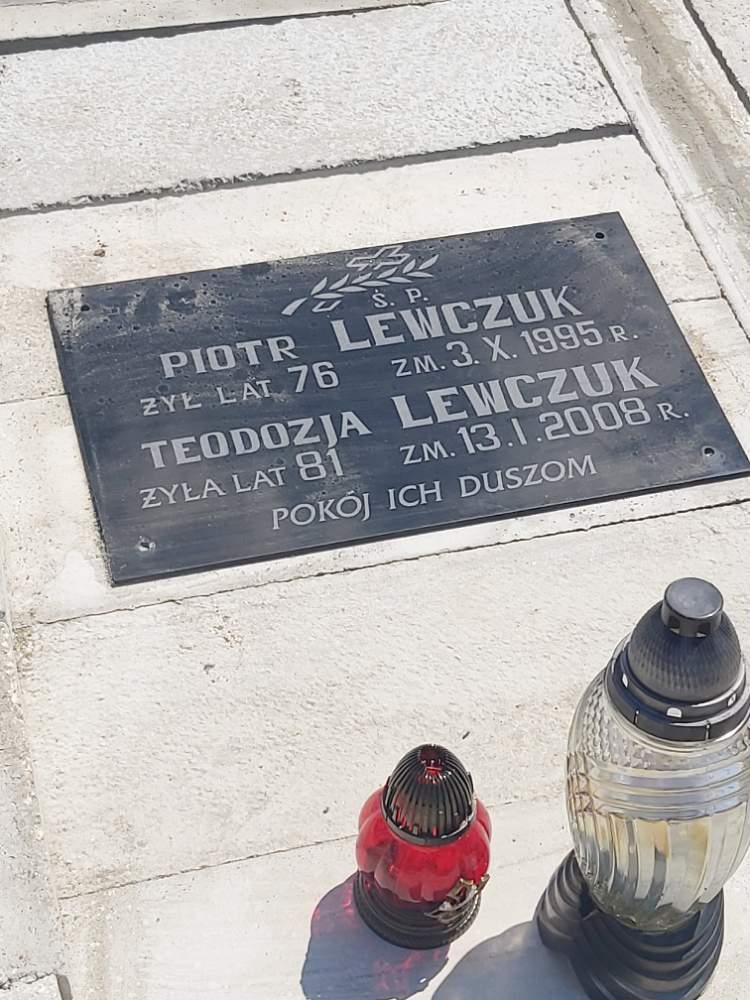 Ś. P.
PIOTR LEWCZUK
ŻYŁ LAT 76 ZM. 3. X. 1995 R.
TEODOZJA LEWCZUK
ŻYŁA LAT 81 ZM. 13. I. 2008 R.
POKÓJ ICH DUSZOM